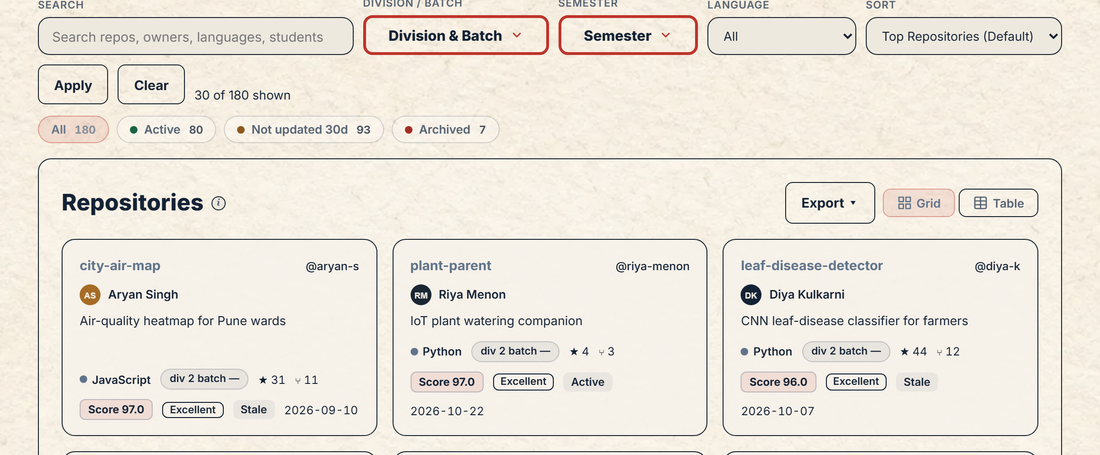 SEARCH
DIVISION / BATCH
SEMESTER
LANGUAGE
SORT
Search repos, owners, languages, students
Division & Batch
Semester
All
Top Repositories (Default)
Apply
Clear
30 of 180 shown
All 180
Active 80
Not updated 30d 93
Archived 7
Repositories
Export
Grid
Table
city-air-map @aryan-s
AS Aryan Singh
Air-quality heatmap for Pune wards
JavaScript div 2 batch — ★ 31 11
Score 97.0 Excellent Stale 2026-09-10
plant-parent @riya-menon
RM Riya Menon
IoT plant watering companion
Python div 2 batch — ★ 4 3
Score 97.0 Excellent Active
2026-10-22
leaf-disease-detector @diya-k
DK Diya Kulkarni
CNN leaf-disease classifier for farmers
Python div 2 batch — ★ 44 12
Score 96.0 Excellent Stale
2026-10-07